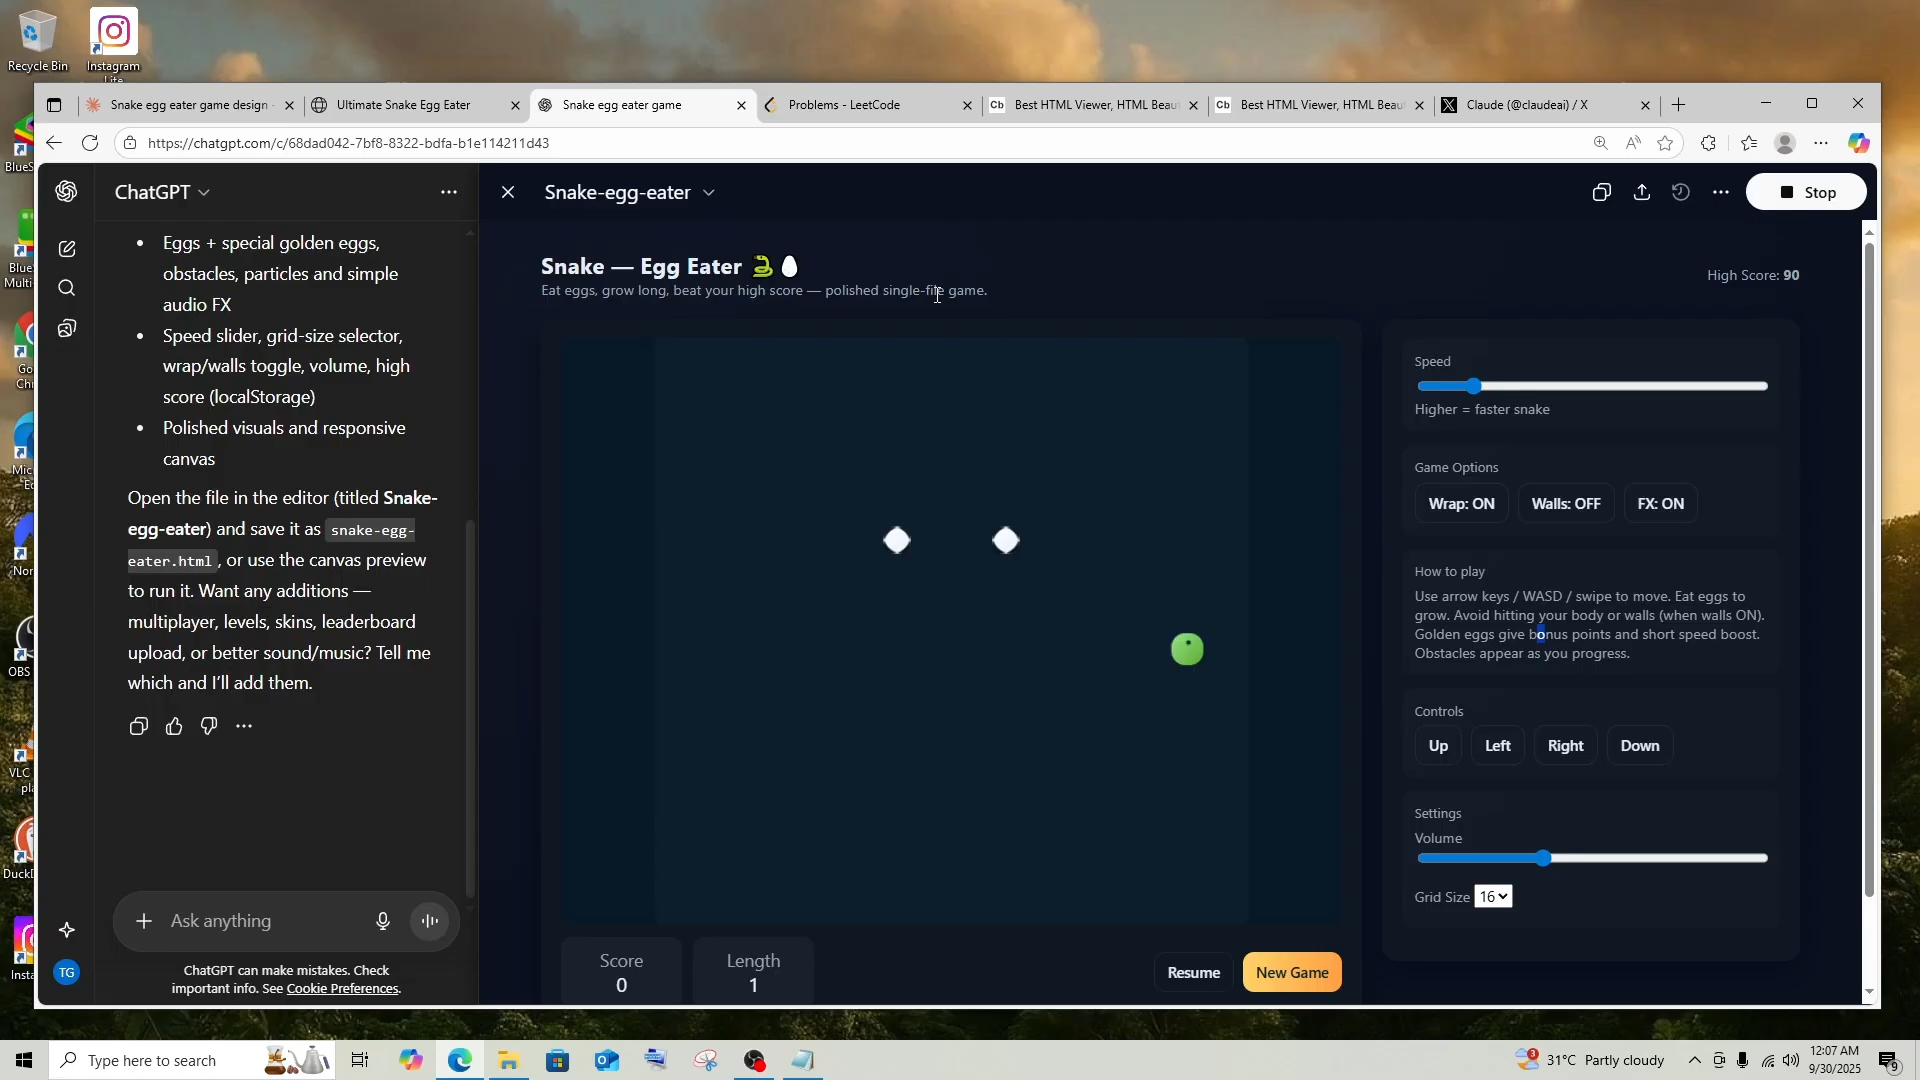 Recycle Bin
Instagram
Snake egg eater game design
Ultimate Snake Egg Eater
Snake egg eater game
Problems - LeetCode
Cb
Best HTML Viewer, HTML Beau
Cb
Best HTML Viewer, HTML Beau
Claude (@claudeai) / X
https://chatgpt.com/c/68dad042-7bf8-8322-bdfa-b1e114211d43
ChatGPT
• Eggs + special golden eggs,
obstacles, particles and simple
audio FX
• Speed slider, grid-size selector,
wrap/walls toggle, volume, high
score (localStorage)
• Polished visuals and responsive
canvas
Open the file in the editor (titled Snake-
egg-eater) and save it as snake-egg-
eater.html, or use the canvas preview
to run it. Want any additions —
multiplayer, levels, skins, leaderboard
upload, or better sound/music? Tell me
which and I’ll add them.
Ask anything
ChatGPT can make mistakes. Check
important info. See Cookie Preferences.
TG
Snake-egg-eater
Stop
Snake — Egg Eater 🐍🥚
Eat eggs, grow long, beat your high score — polished single-file game.
High Score: 90
Speed
Higher = faster snake
Game Options
Wrap: ON
Walls: OFF
FX: ON
How to play
Use arrow keys / WASD / swipe to move. Eat eggs to
grow. Avoid hitting your body or walls (when walls ON).
Golden eggs give bonus points and short speed boost.
Obstacles appear as you progress.
Controls
Up
Left
Right
Down
Settings
Volume
Grid Size 16
Score
0
Length
1
Resume
New Game
Type here to search
3
31°C Partly cloudy
12:07 AM
9/30/2025
9